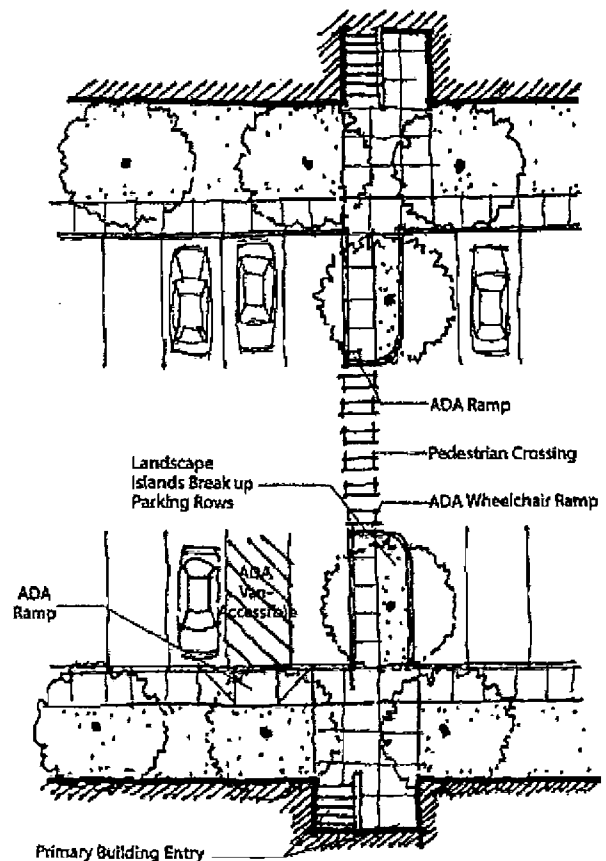 ADA Ramp
Pedestrian Crossing
Landscape
Islands Break up
Parking Rows
ADA Wheelchair Ramp
ADA
Van-
Accessible
ADA
Ramp
Primary Building Entry